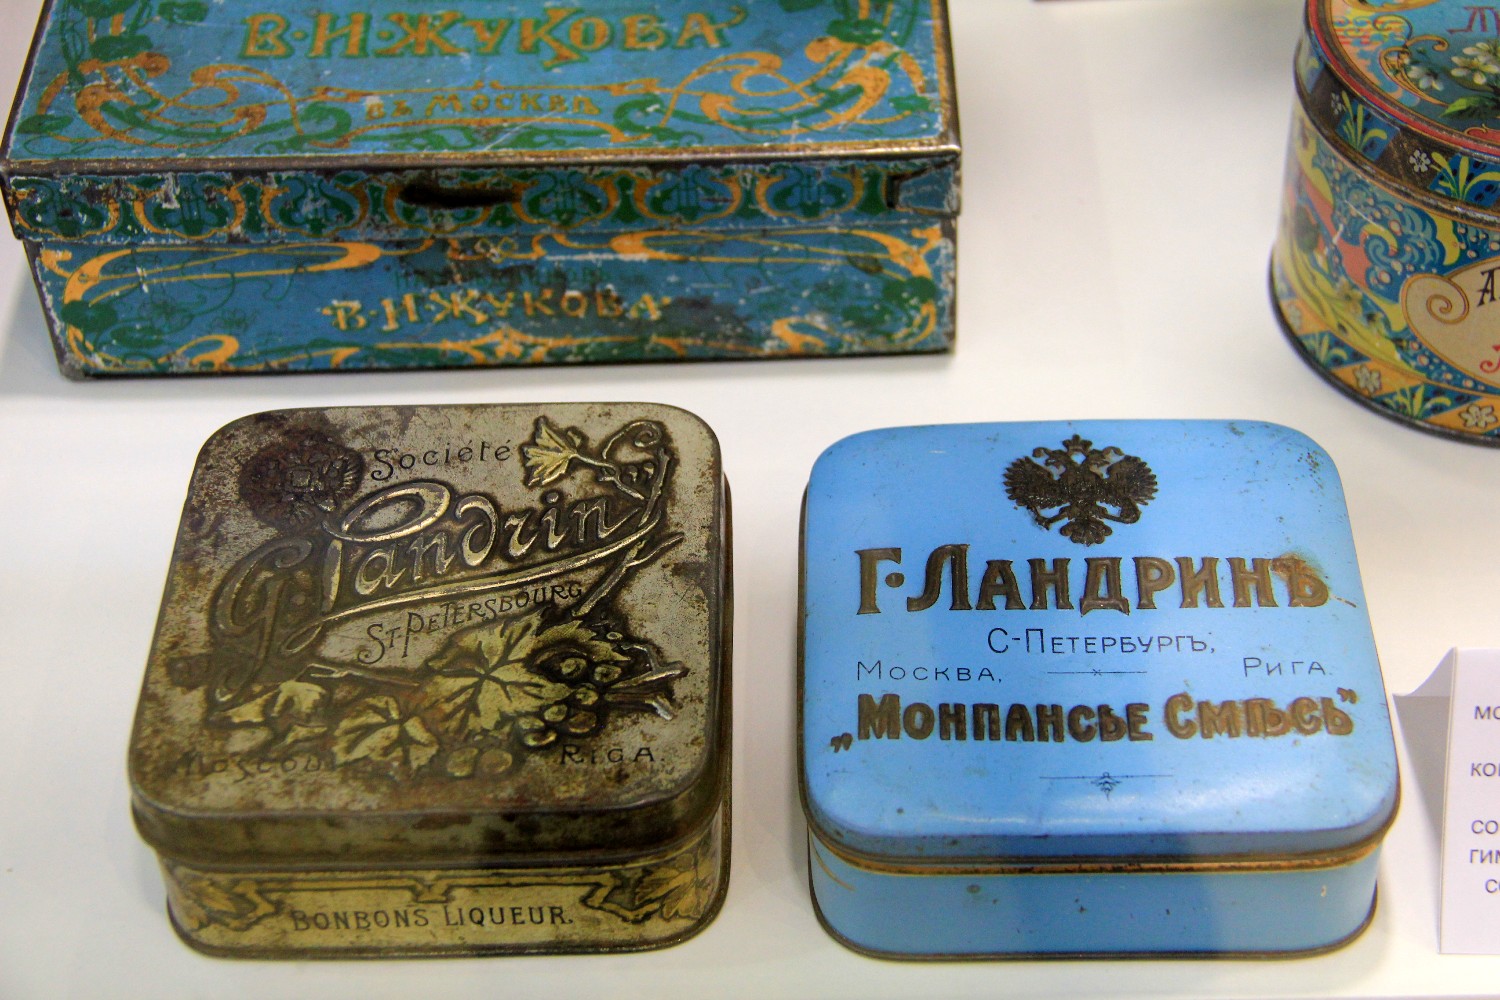 В·Н·ЖУКОВА
ВЪ МОСКВѢ
В·Н·ЖУКОВА
Société
G. Landrin
ST-PETERSBOURG
MOSCOU
RIGA.
BONBONS LIQUEUR.
Г·ЛАНДРИНЪ
С-ПЕТЕРБУРГЪ,
МОСКВА,
РИГА.
„МОНПАНСЬЕ СМѢСЬ"